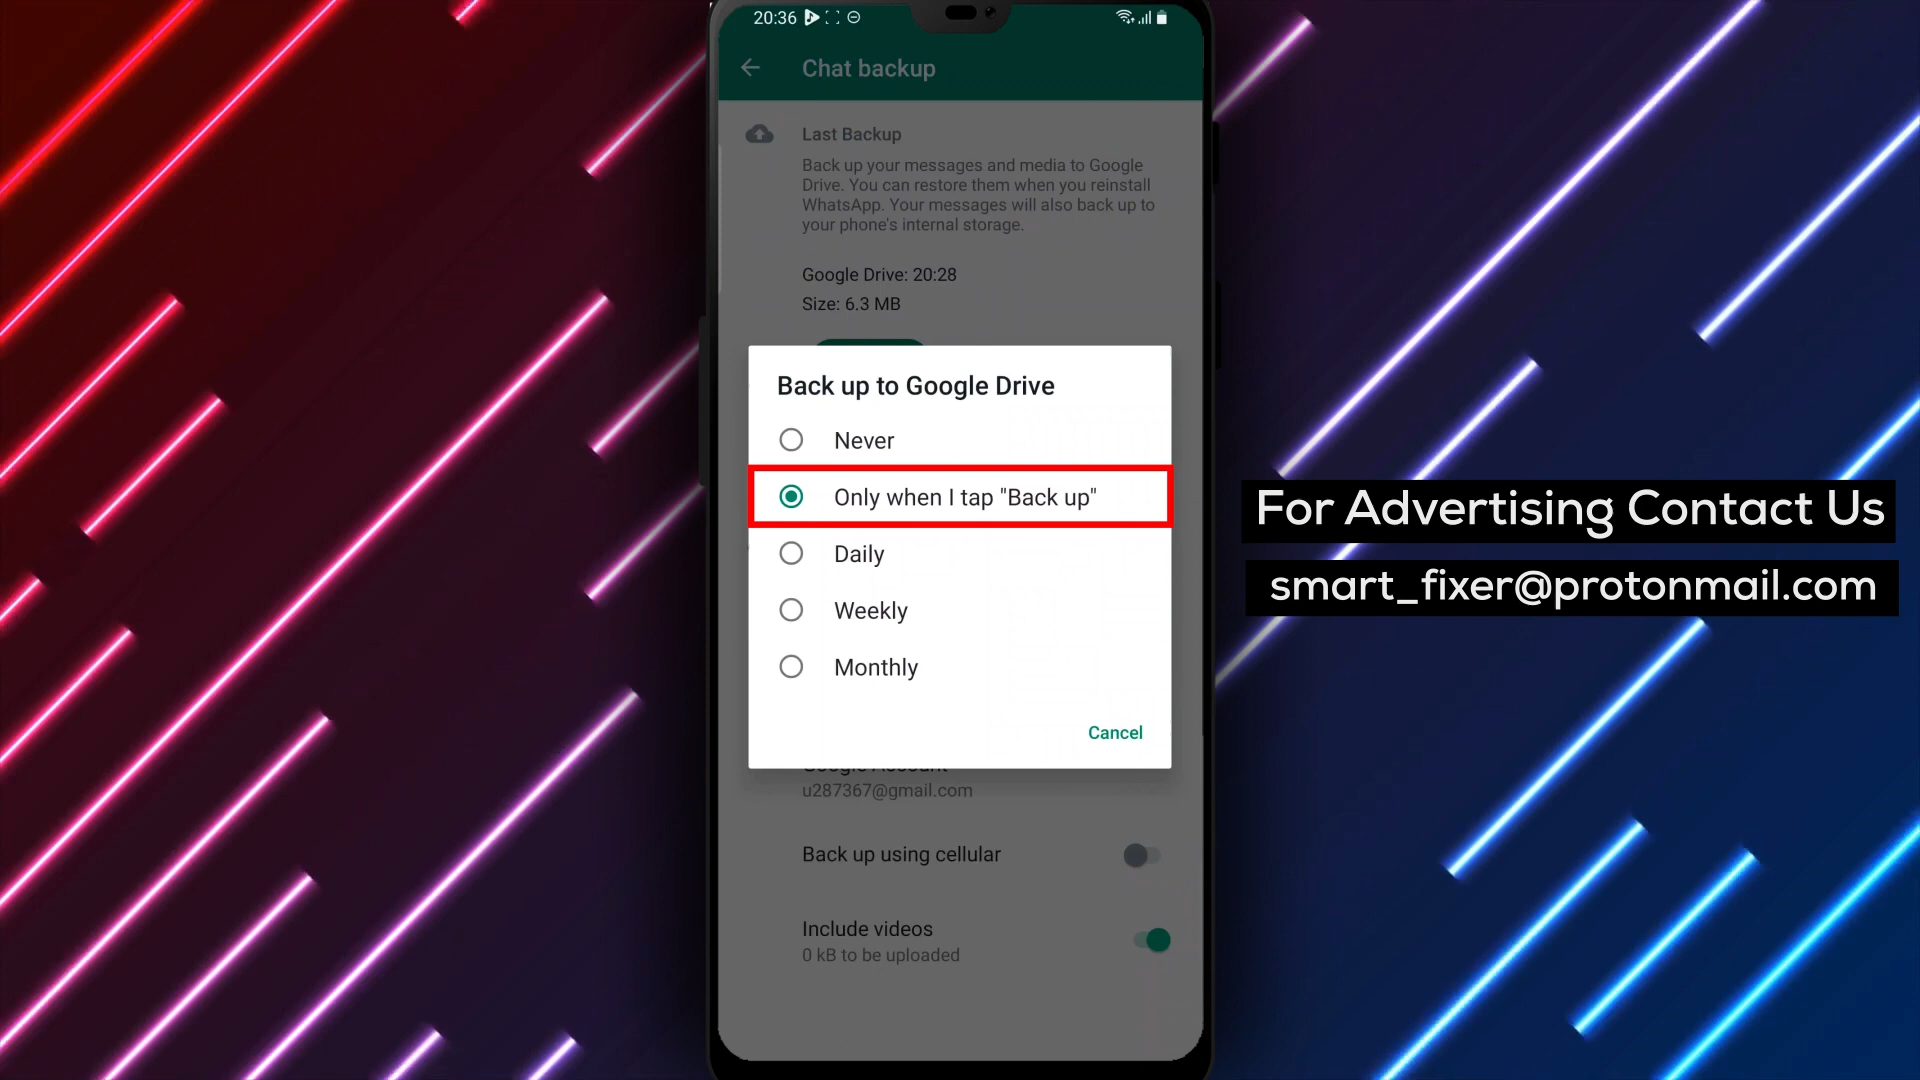 20:36
Chat backup
Last Backup
Back up your messages and media to Google
Drive. You can restore them when you reinstall
WhatsApp. Your messages will also back up to
your phone's internal storage.
Google Drive: 20:28
Size: 6.3 MB
Back up to Google Drive
Never
Only when I tap "Back up"
Daily
Weekly
Monthly
Cancel
Google Account
u287367@gmail.com
Back up using cellular
Include videos
0 kB to be uploaded
For Advertising Contact Us
smart_fixer@protonmail.com